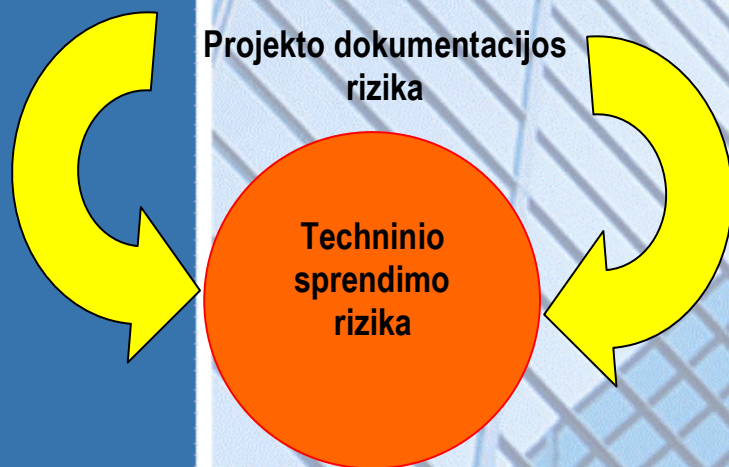 Projekto dokumentacijos
rizika
Techninio
sprendimo
rizika